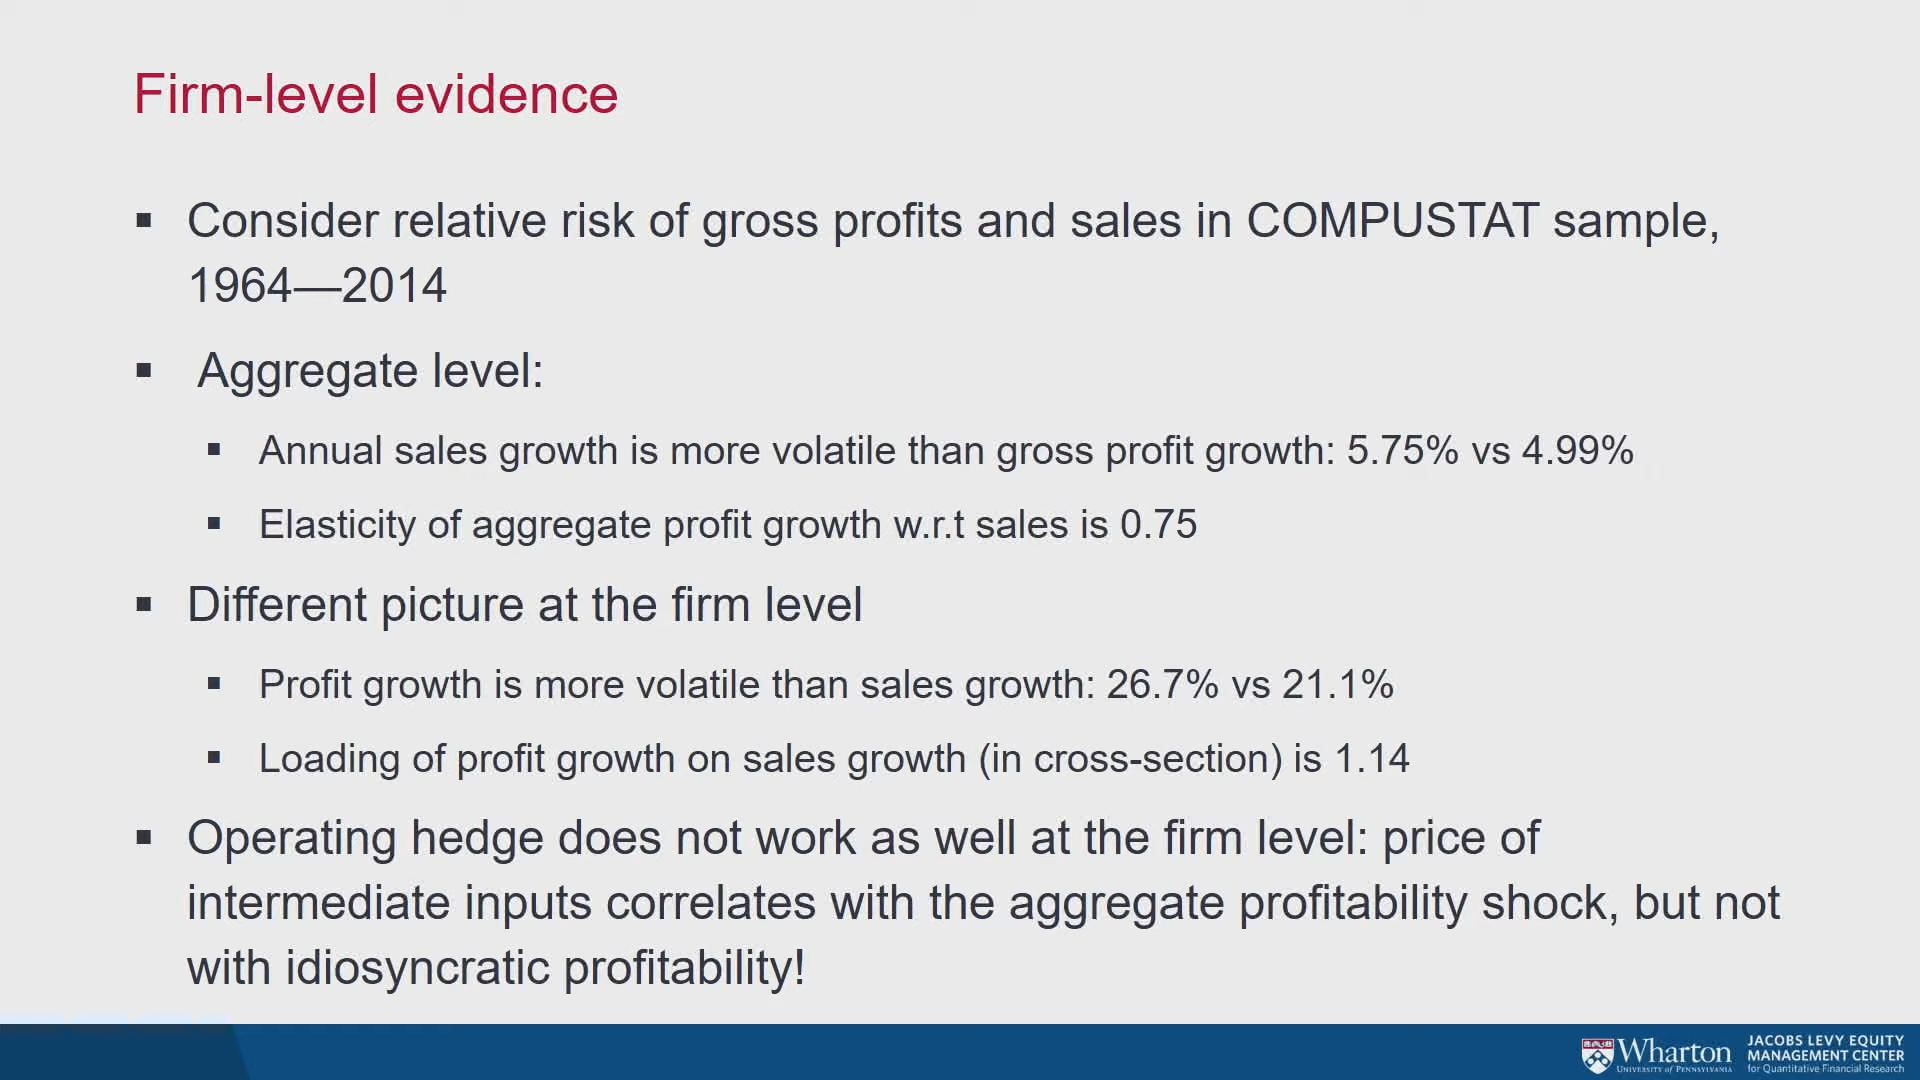 Firm-level evidence
▪ Consider relative risk of gross profits and sales in COMPUSTAT sample,
1964—2014
▪ Aggregate level:
▪ Annual sales growth is more volatile than gross profit growth: 5.75% vs 4.99%
▪ Elasticity of aggregate profit growth w.r.t sales is 0.75
▪ Different picture at the firm level
▪ Profit growth is more volatile than sales growth: 26.7% vs 21.1%
▪ Loading of profit growth on sales growth (in cross-section) is 1.14
▪ Operating hedge does not work as well at the firm level: price of
intermediate inputs correlates with the aggregate profitability shock, but not
with idiosyncratic profitability!
Wharton
UNIVERSITY of PENNSYLVANIA
JACOBS LEVY EQUITY
MANAGEMENT CENTER
for Quantitative Financial Research